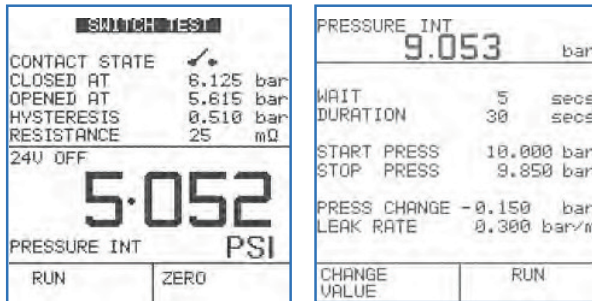 SWITCH TEST
CONTACT STATE
CLOSED AT 6.125 bar
OPENED AT 5.615 bar
HYSTERESIS 0.510 bar
RESISTANCE 25 mΩ
24V OFF
5.052
PRESSURE INT PSI
RUN ZERO
PRESSURE INT
9.053 bar
WAIT 5 secs
DURATION 30 secs
START PRESS 10.000 bar
STOP PRESS 9.850 bar
PRESS CHANGE -0.150 bar
LEAK RATE 0.300 bar/m
CHANGE VALUE RUN